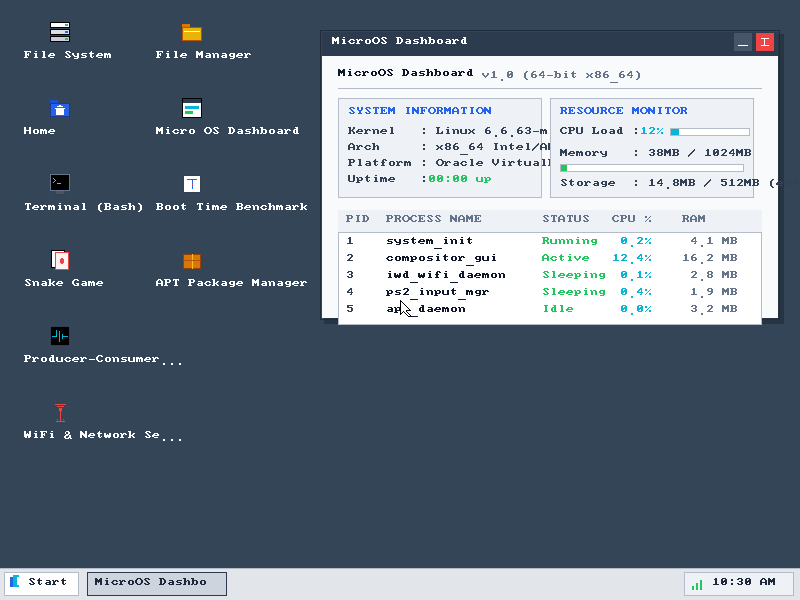 File System
File Manager
Home
Micro OS Dashboard
Terminal (Bash)
Boot Time Benchmark
Snake Game
APT Package Manager
Producer-Consumer...
WiFi & Network Se...
MicroOS Dashboard
MicroOS Dashboard v1.0 (64-bit x86_64)
SYSTEM INFORMATION
Kernel : Linux 6.6.63-m
Arch : x86_64 Intel/A
Platform : Oracle Virtual
Uptime :00:00 up
RESOURCE MONITOR
CPU Load :12%
Memory : 38MB / 1024MB
Storage : 14.8MB / 512MB (
PID PROCESS NAME STATUS CPU % RAM
1 system_init Running 0.2% 4.1 MB
2 compositor_gui Active 12.4% 16.2 MB
3 iwd_wifi_daemon Sleeping 0.1% 2.8 MB
4 ps2_input_mgr Sleeping 0.4% 1.9 MB
5 ap_daemon Idle 0.0% 3.2 MB
Start
MicroOS Dashbo
10:30 AM